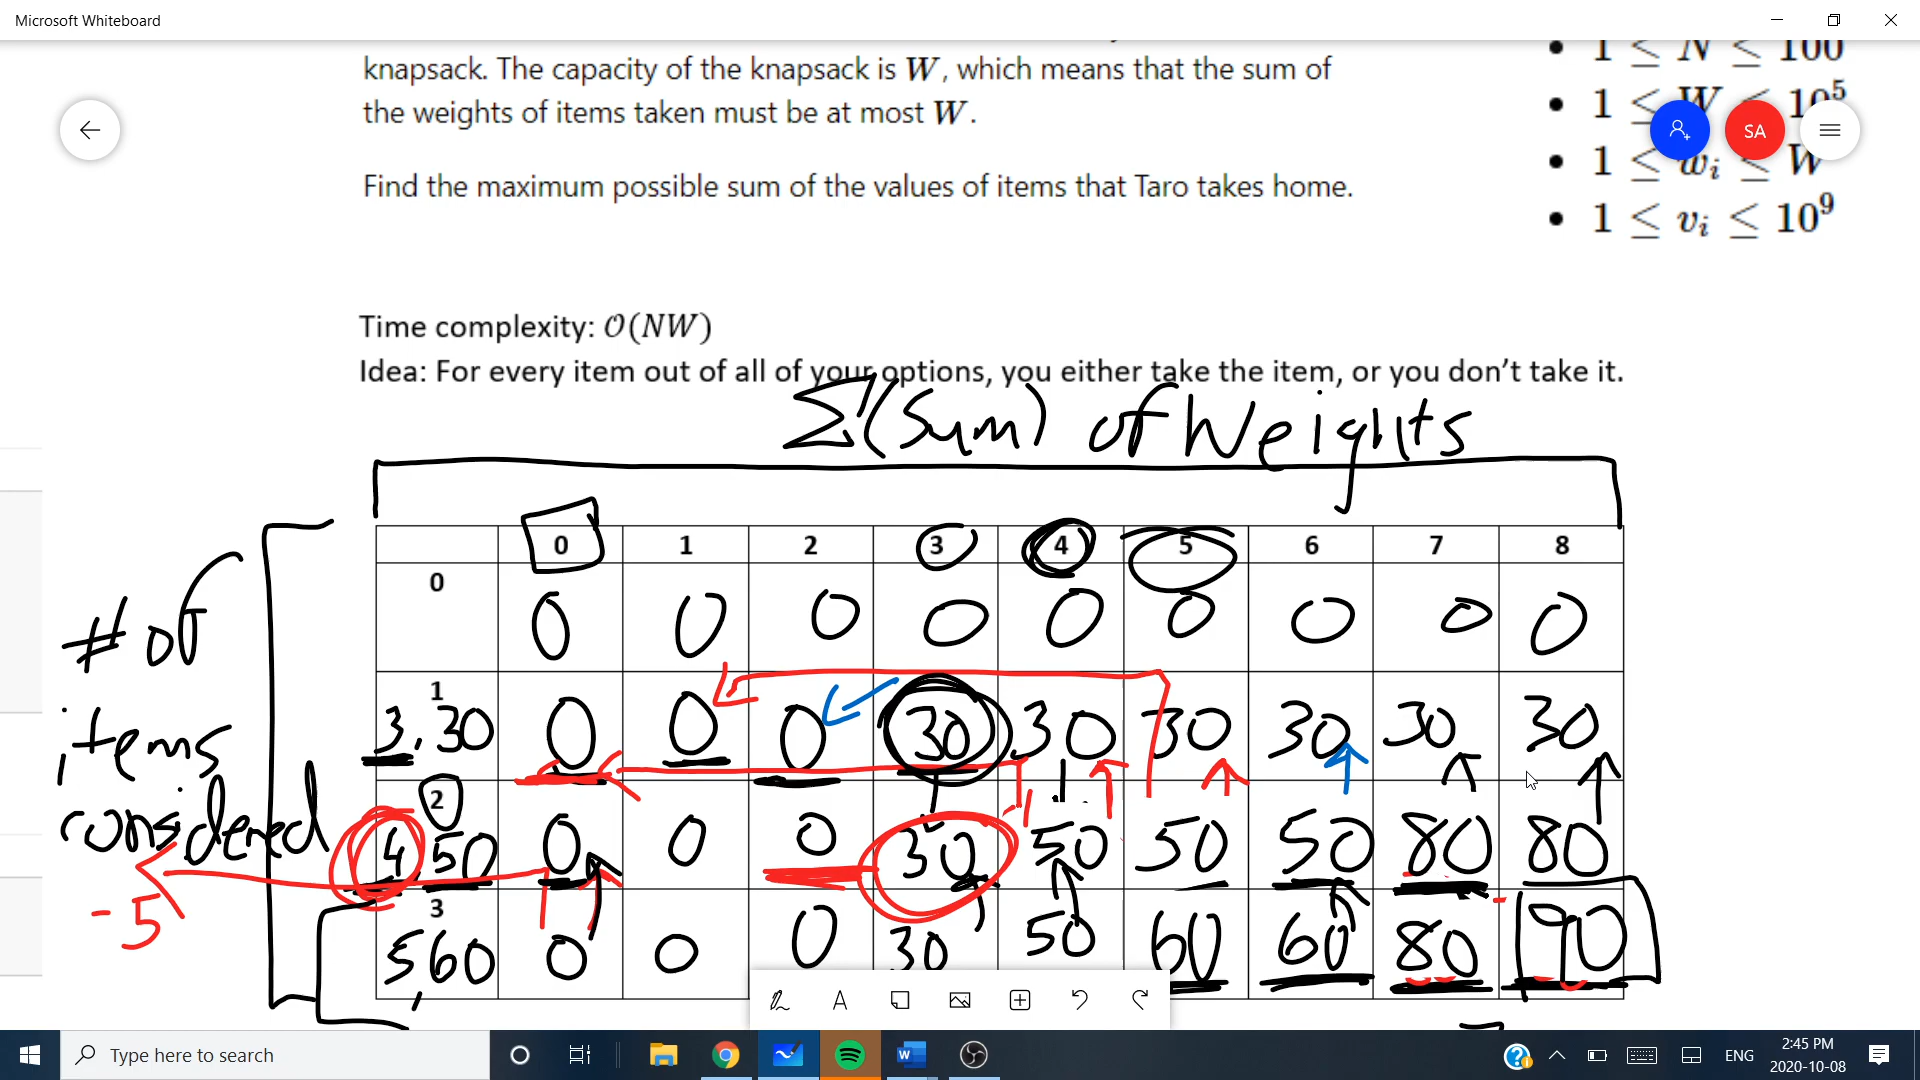 Microsoft Whiteboard
knapsack. The capacity of the knapsack is W, which means that the sum of
the weights of items taken must be at most W.
Find the maximum possible sum of the values of items that Taro takes home.
• 1 ≤ N ≤ 100
• 1 ≤ W ≤ 10^5
• 1 ≤ w_i ≤ W
• 1 ≤ v_i ≤ 10^9
SA
Time complexity: O(NW)
Idea: For every item out of all of your options, you either take the item, or you don't take it.
Σ(Sum) of Weights
# of
items
considered
-5
0 1 2 3 4 5 6 7 8
0
0 0 0 0 0 0 0 0 0
1
3,30 0 0 0 30 30 30 30 30 30
2
4 50 0 0 0 30 50 50 50 80 80
3
5,60 0 0 0 30 50 60 60 80 90
A
Type here to search
ENG
2:45 PM
2020-10-08